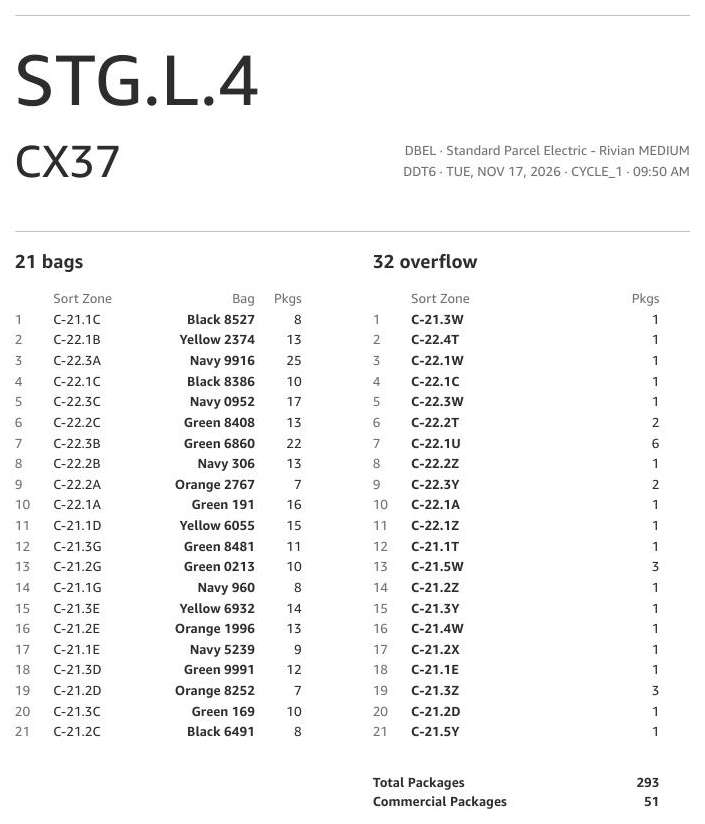 STG.L.4
CX37
DBEL · Standard Parcel Electric - Rivian MEDIUM
DDT6 · TUE, NOV 17, 2026 · CYCLE_1 · 09:50 AM
21 bags
Sort Zone Bag Pkgs
1 C-21.1C Black 8527 8
2 C-22.1B Yellow 2374 13
3 C-22.3A Navy 9916 25
4 C-22.1C Black 8386 10
5 C-22.3C Navy 0952 17
6 C-22.2C Green 8408 13
7 C-22.3B Green 6860 22
8 C-22.2B Navy 306 13
9 C-22.2A Orange 2767 7
10 C-22.1A Green 191 16
11 C-21.1D Yellow 6055 15
12 C-21.3G Green 8481 11
13 C-21.2G Green 0213 10
14 C-21.1G Navy 960 8
15 C-21.3E Yellow 6932 14
16 C-21.2E Orange 1996 13
17 C-21.1E Navy 5239 9
18 C-21.3D Green 9991 12
19 C-21.2D Orange 8252 7
20 C-21.3C Green 169 10
21 C-21.2C Black 6491 8
32 overflow
Sort Zone Pkgs
1 C-21.3W 1
2 C-22.4T 1
3 C-22.1W 1
4 C-22.1C 1
5 C-22.3W 1
6 C-22.2T 2
7 C-22.1U 6
8 C-22.2Z 1
9 C-22.3Y 2
10 C-22.1A 1
11 C-22.1Z 1
12 C-21.1T 1
13 C-21.5W 3
14 C-21.2Z 1
15 C-21.3Y 1
16 C-21.4W 1
17 C-21.2X 1
18 C-21.1E 1
19 C-21.3Z 3
20 C-21.2D 1
21 C-21.5Y 1
Total Packages 293
Commercial Packages 51